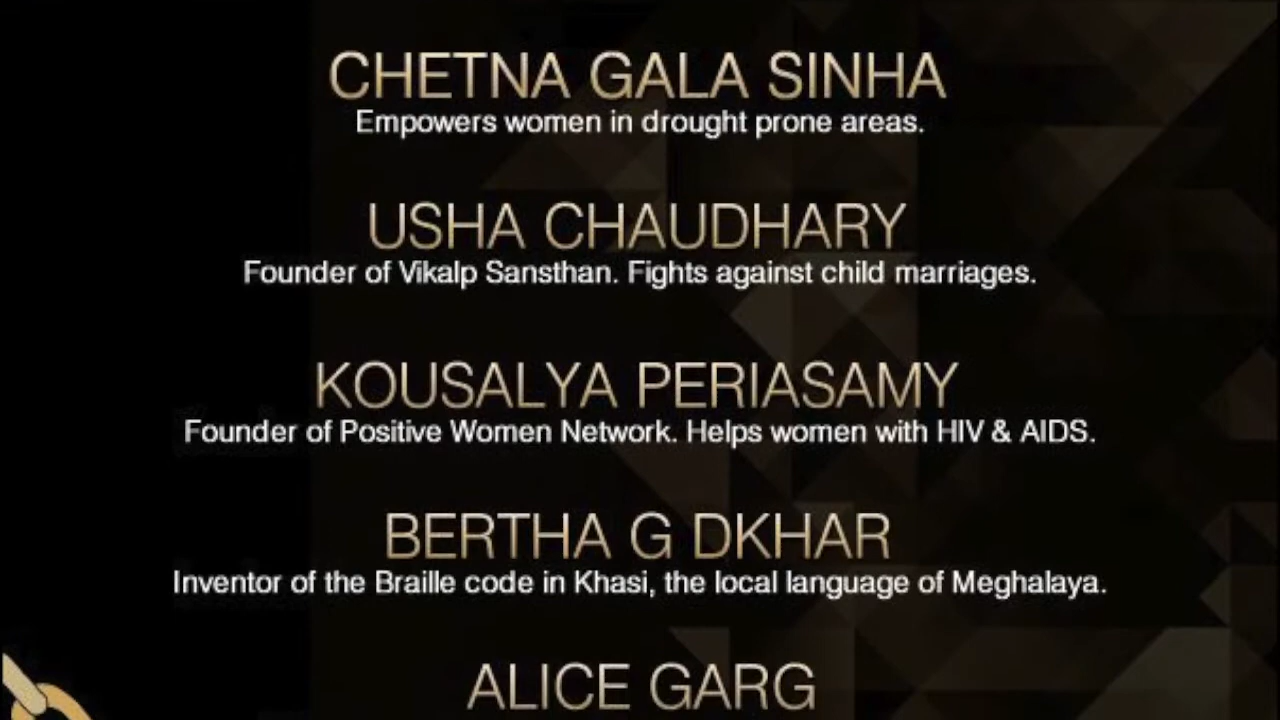 CHETNA GALA SINHA
Empowers women in drought prone areas.
USHA CHAUDHARY
Founder of Vikalp Sansthan. Fights against child marriages.
KOUSALYA PERIASAMY
Founder of Positive Women Network. Helps women with HIV & AIDS.
BERTHA G DKHAR
Inventor of the Braille code in Khasi, the local language of Meghalaya.
ALICE GARG